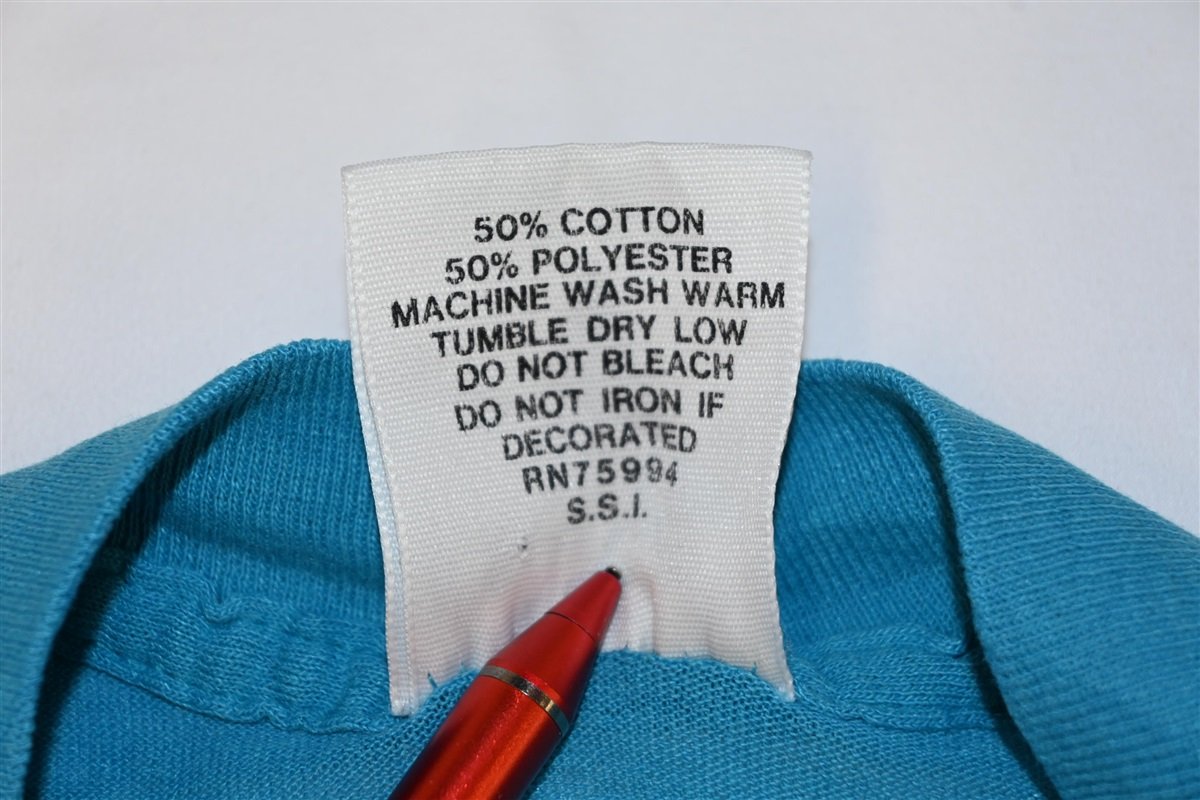 50% COTTON
50% POLYESTER
MACHINE WASH WARM
TUMBLE DRY LOW
DO NOT BLEACH
DO NOT IRON IF
DECORATED
RN75994
S.S.I.